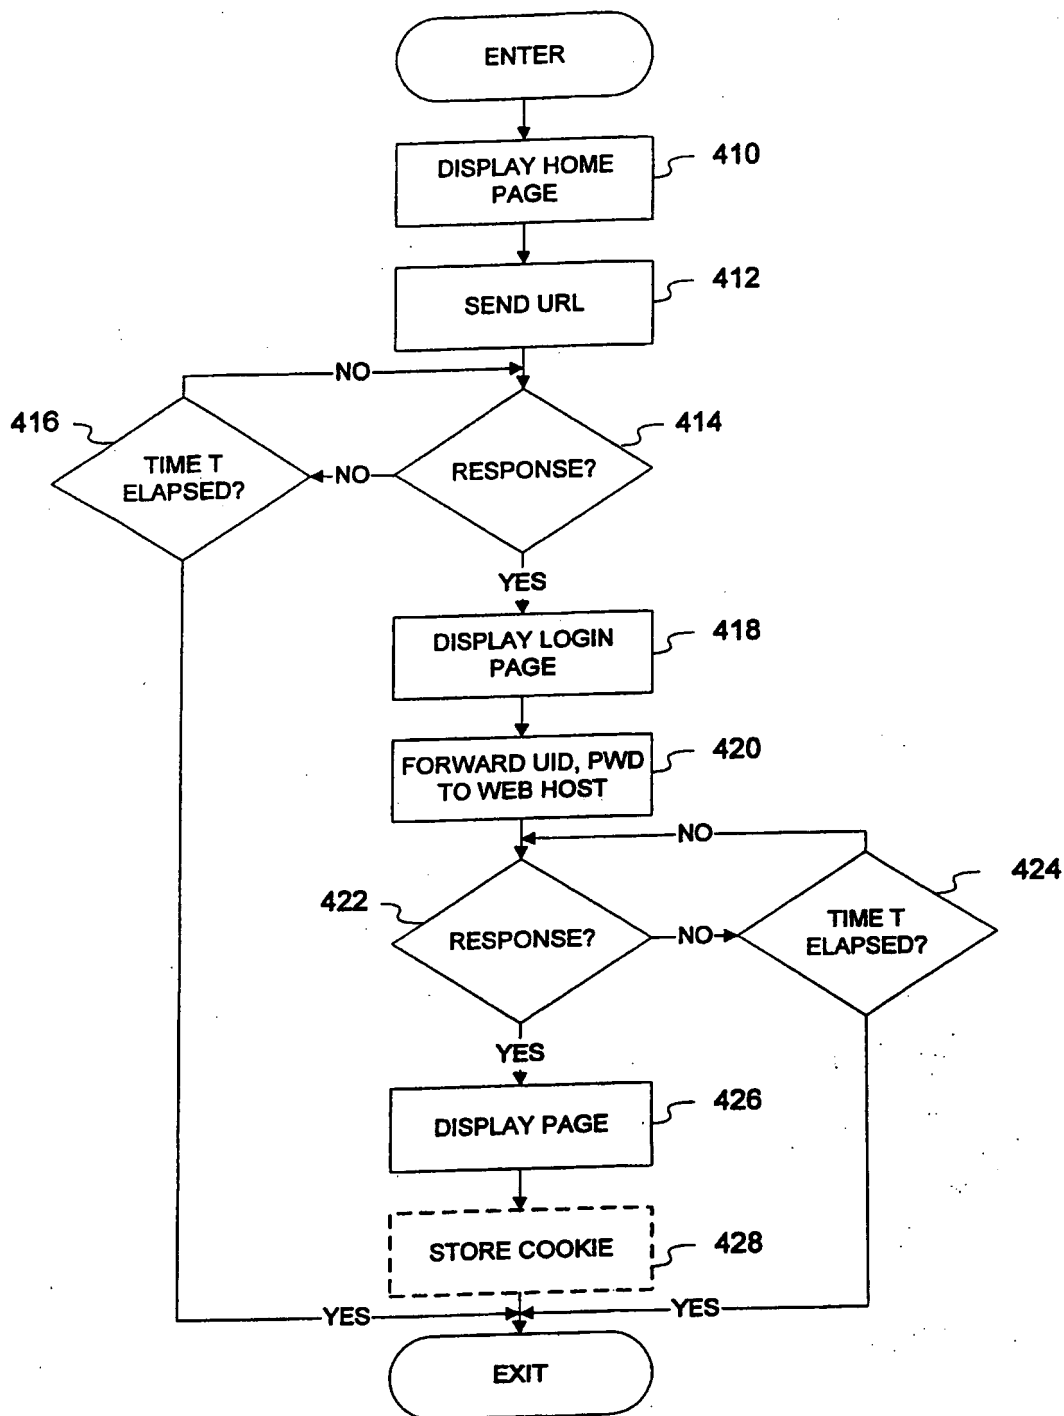 ENTER
DISPLAY HOME
PAGE
410
SEND URL
412
NO
416
TIME T
ELAPSED?
NO
RESPONSE?
414
YES
DISPLAY LOGIN
PAGE
418
FORWARD UID, PWD
TO WEB HOST
420
NO
422
RESPONSE?
NO
TIME T
ELAPSED?
424
YES
DISPLAY PAGE
426
STORE COOKIE
428
YES
YES
EXIT